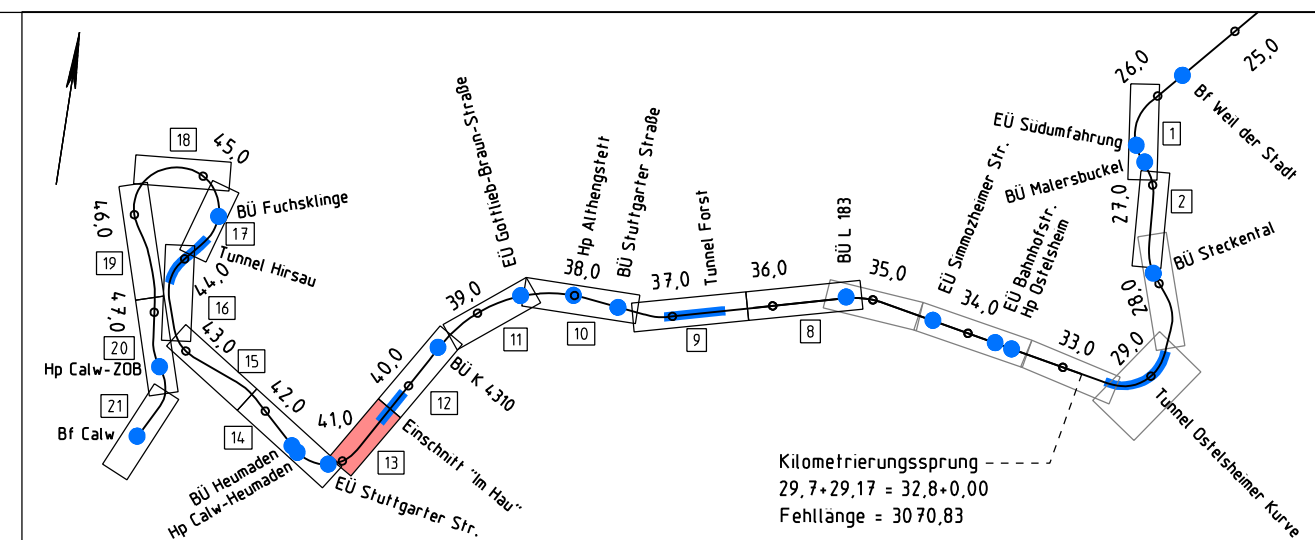 25,0
26,0
Bf Weil der Stadt
1
EÜ Südumfahrung
BÜ Malersbuckel
2
27,0
BÜ Steckental
28,0
29,0
Tunnel Ostelsheimer Kurve
33,0
Kilometrierungssprung
29,7+29,17 = 32,8+0,00
Fehllänge = 3070,83
EÜ Bahnhofstr.
Hp Ostelsheim
34,0
EÜ Simmozheimer Str.
35,0
BÜ L 183
8
36,0
Tunnel Forst
37,0
9
BÜ Stuttgarter Straße
Hp Althengstett
38,0
10
EÜ Gottlieb-Braun-Straße
11
39,0
BÜ K 4310
40,0
12
Einschnitt "Im Hau"
41,0
13
EÜ Stuttgarter Str.
BÜ Heumaden
Hp Calw-Heumaden
14
42,0
15
43,0
16
44,0
Tunnel Hirsau
17
BÜ Fuchsklinge
45,0
18
46,0
19
47,0
20
Hp Calw-ZOB
21
Bf Calw